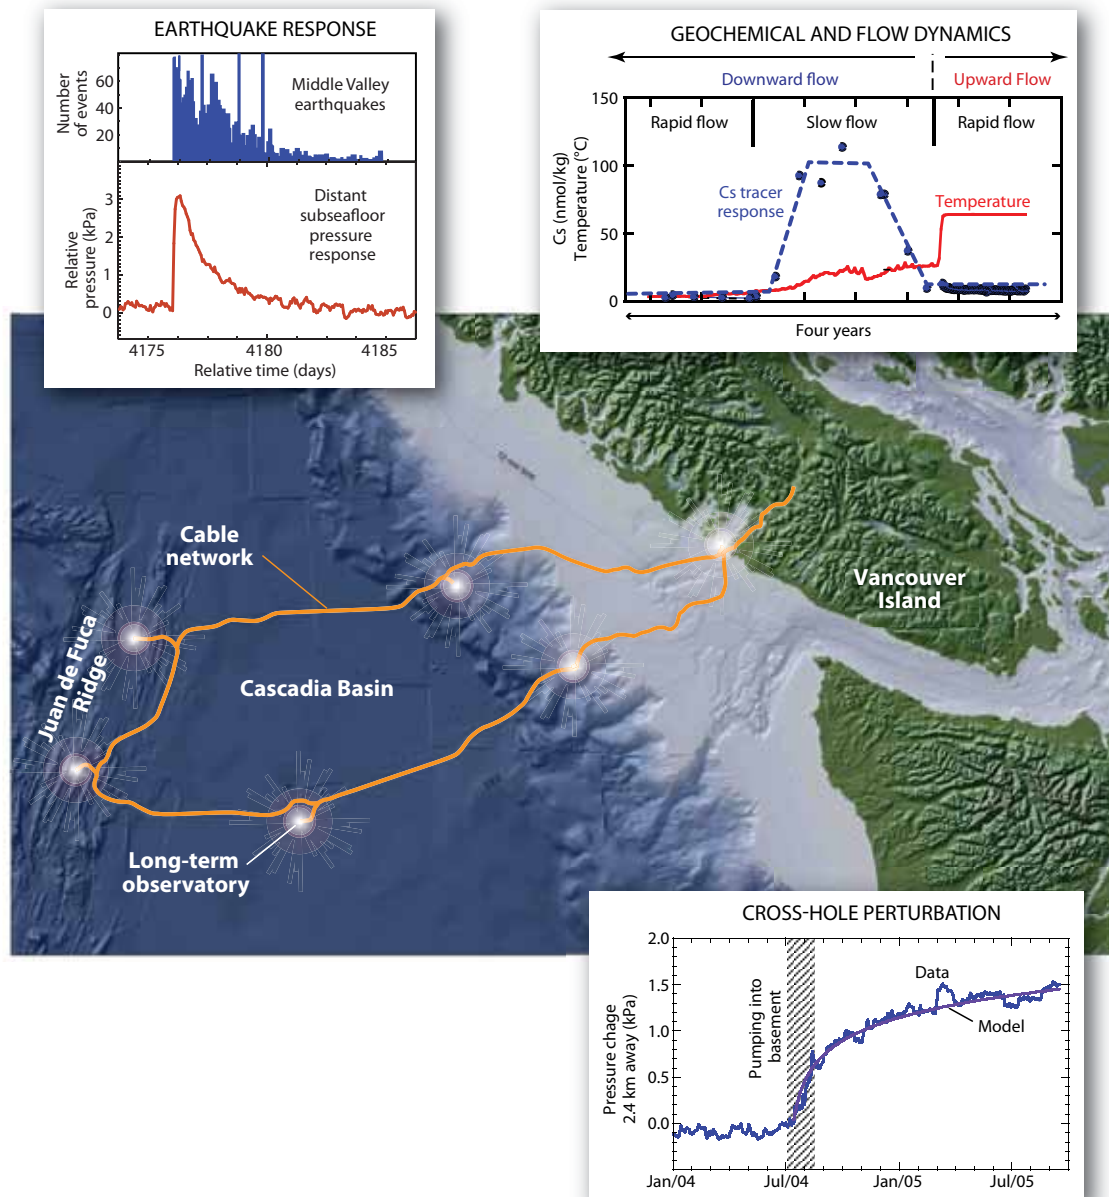 EARTHQUAKE RESPONSE
Number
of events
60
40
20
Middle Valley
earthquakes
Relative
pressure (kPa)
3
2
1
0
Distant
subseafloor
pressure
response
4175
4180
4185
Relative time (days)
GEOCHEMICAL AND FLOW DYNAMICS
Downward flow
Upward Flow
Cs (nmol/kg)
Temperature (°C)
150
100
50
0
Rapid flow
Slow flow
Rapid flow
Cs tracer
response
Temperature
Four years
Cable
network
Vancouver
Island
Juan de Fuca
Ridge
Cascadia Basin
Long-term
observatory
CROSS-HOLE PERTURBATION
Pressure chage
2.4 km away (kPa)
2.0
1.5
1.0
0.5
0.0
Pumping into
basement
Data
Model
Jan/04
Jul/04
Jan/05
Jul/05